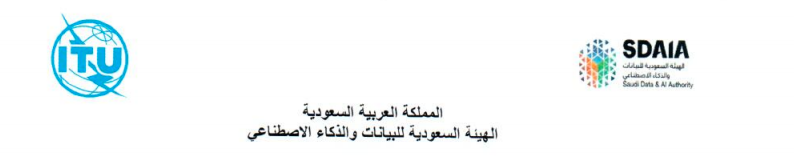 ITU
SDAIA
الهيئة السعودية للبيانات
والذكاء الاصطناعي
Saudi Data & AI Authority
المملكة العربية السعودية
الهيئة السعودية للبيانات والذكاء الاصطناعي